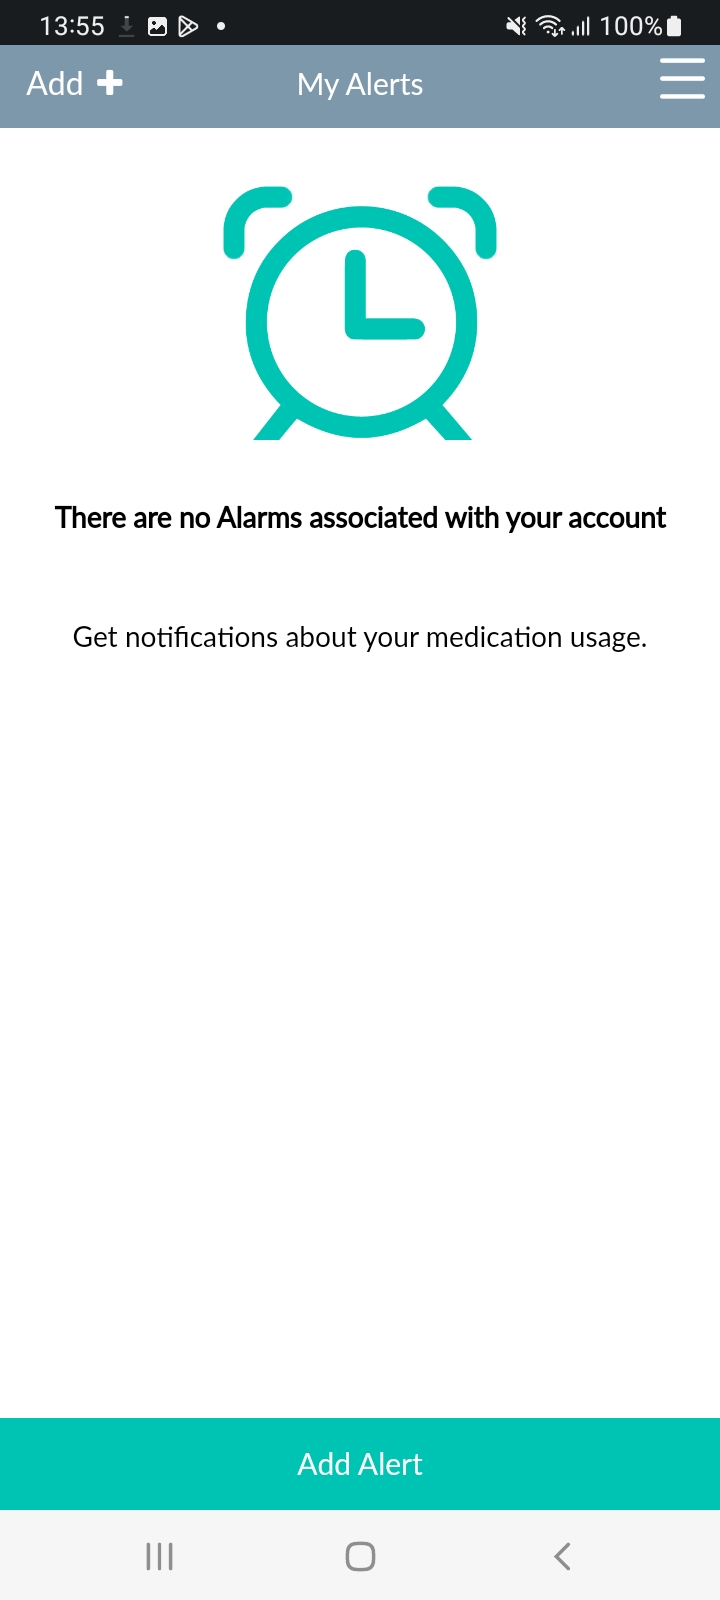 13:55 100%
Add My Alerts
There are no Alarms associated with your account
Get notifications about your medication usage.
Add Alert